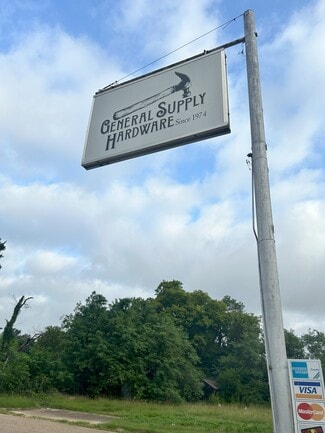 GENERAL SUPPLY
HARDWARE Since 1974
VISA
MasterCard